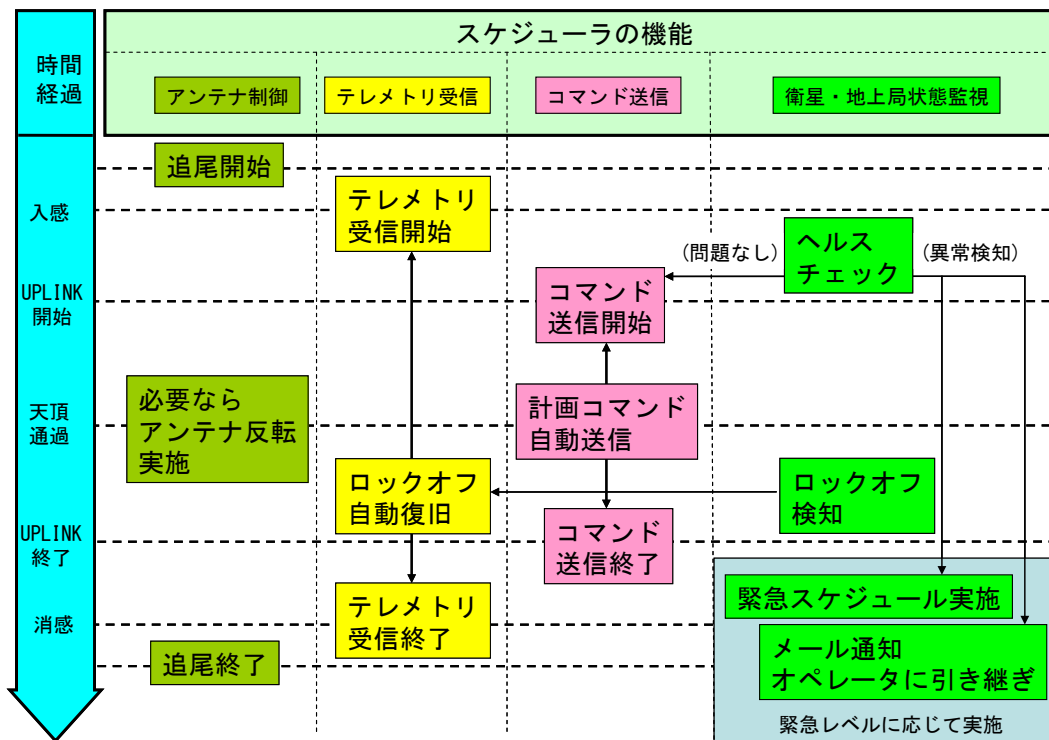 スケジューラの機能
時間
経過
アンテナ制御
テレメトリ受信
コマンド送信
衛星・地上局状態監視
追尾開始
入感
テレメトリ
受信開始
(問題なし)
ヘルス
チェック
(異常検知)
UPLINK
開始
コマンド
送信開始
天頂
通過
必要なら
アンテナ反転
実施
計画コマンド
自動送信
ロックオフ
自動復旧
ロックオフ
検知
UPLINK
終了
コマンド
送信終了
緊急スケジュール実施
消感
テレメトリ
受信終了
追尾終了
メール通知
オペレータに引き継ぎ
緊急レベルに応じて実施